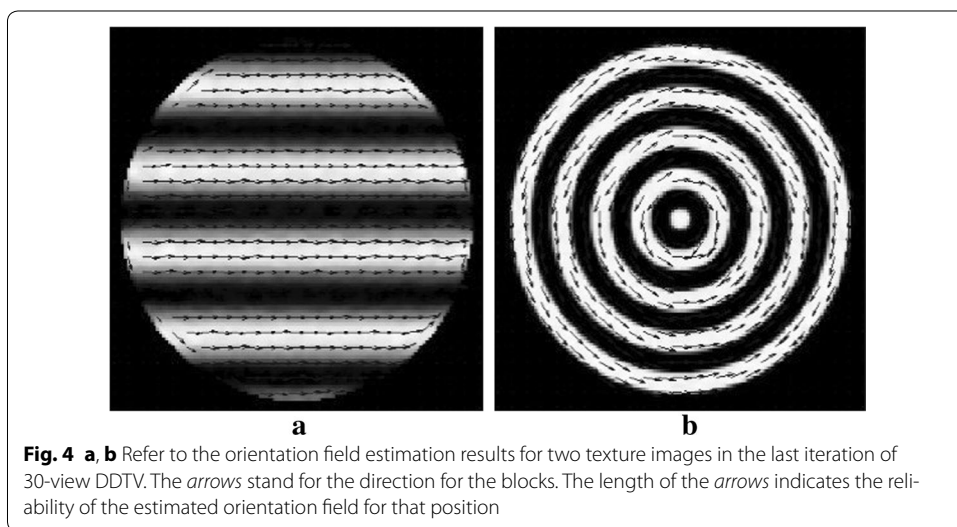 a b
Fig. 4 a, b Refer to the orientation field estimation results for two texture images in the last iteration of
30-view DDTV. The arrows stand for the direction for the blocks. The length of the arrows indicates the reli-
ability of the estimated orientation field for that position